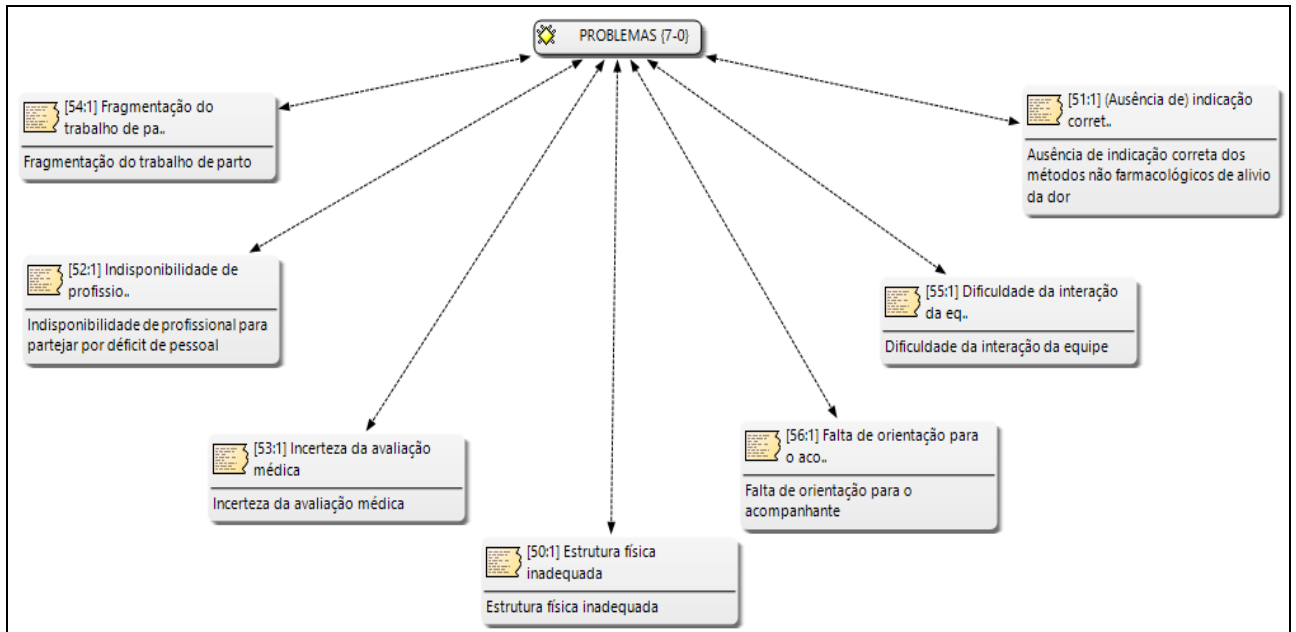 PROBLEMAS {7-0}
[54:1] Fragmentação do
trabalho de pa..
Fragmentação do trabalho de parto
[51:1] (Ausência de) indicação
corret..
Ausência de indicação correta dos
métodos não farmacológicos de alivio
da dor
[52:1] Indisponibilidade de
profissio..
Indisponibilidade de profissional para
partejar por déficit de pessoal
[55:1] Dificuldade da interação
da eq..
Dificuldade da interação da equipe
[53:1] Incerteza da avaliação
médica
Incerteza da avaliação médica
[56:1] Falta de orientação para
o aco..
Falta de orientação para o
acompanhante
[50:1] Estrutura física
inadequada
Estrutura física inadequada